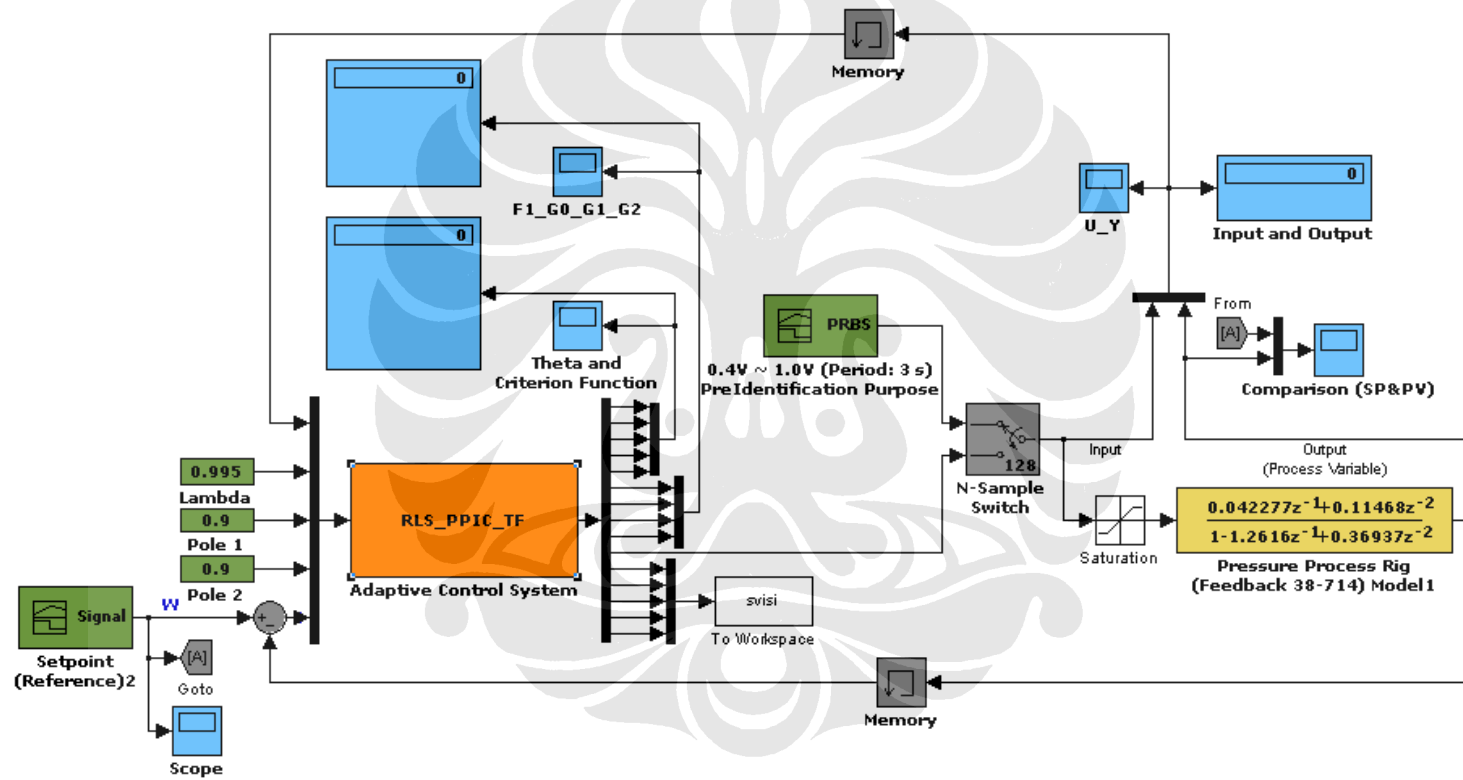 Memory
0
F1_G0_G1_G2
0
Theta and
Criterion Function
U_Y
0
Input and Output
PRBS
0.4V ~ 1.0V (Period: 3 s)
PreIdentification Purpose
From
[A]
Comparison (SP&PV)
128
N-Sample
Switch
Input
Output
(Process Variable)
Saturation
0.042277z-1+0.11468z-2
1-1.2616z-1+0.36937z-2
Pressure Process Rig
(Feedback 38-714) Model1
0.995
Lambda
0.9
Pole 1
0.9
Pole 2
RLS_PPIC_TF
Adaptive Control System
svisi
To Workspace
Signal
Setpoint
(Reference)2
W
+
-
[A]
Goto
Scope
Memory